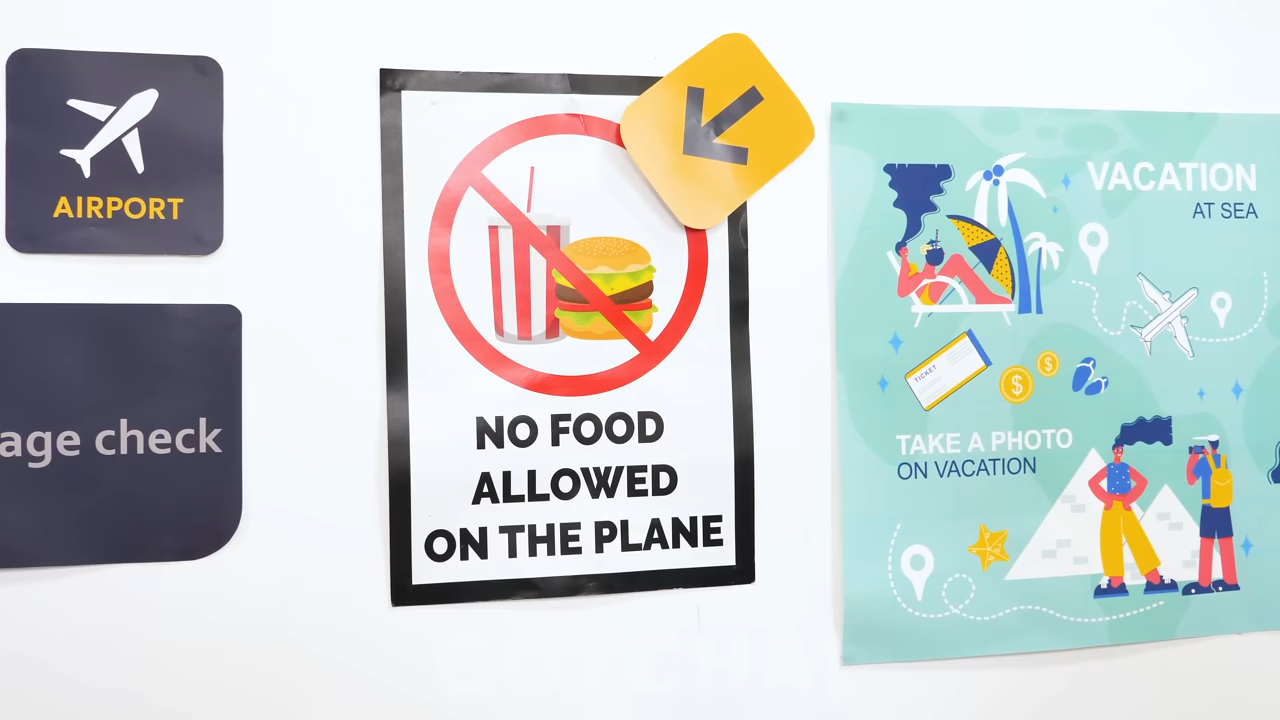 AIRPORT
age check
NO FOOD
ALLOWED
ON THE PLANE
VACATION
AT SEA
TICKET
$
$
TAKE A PHOTO
ON VACATION